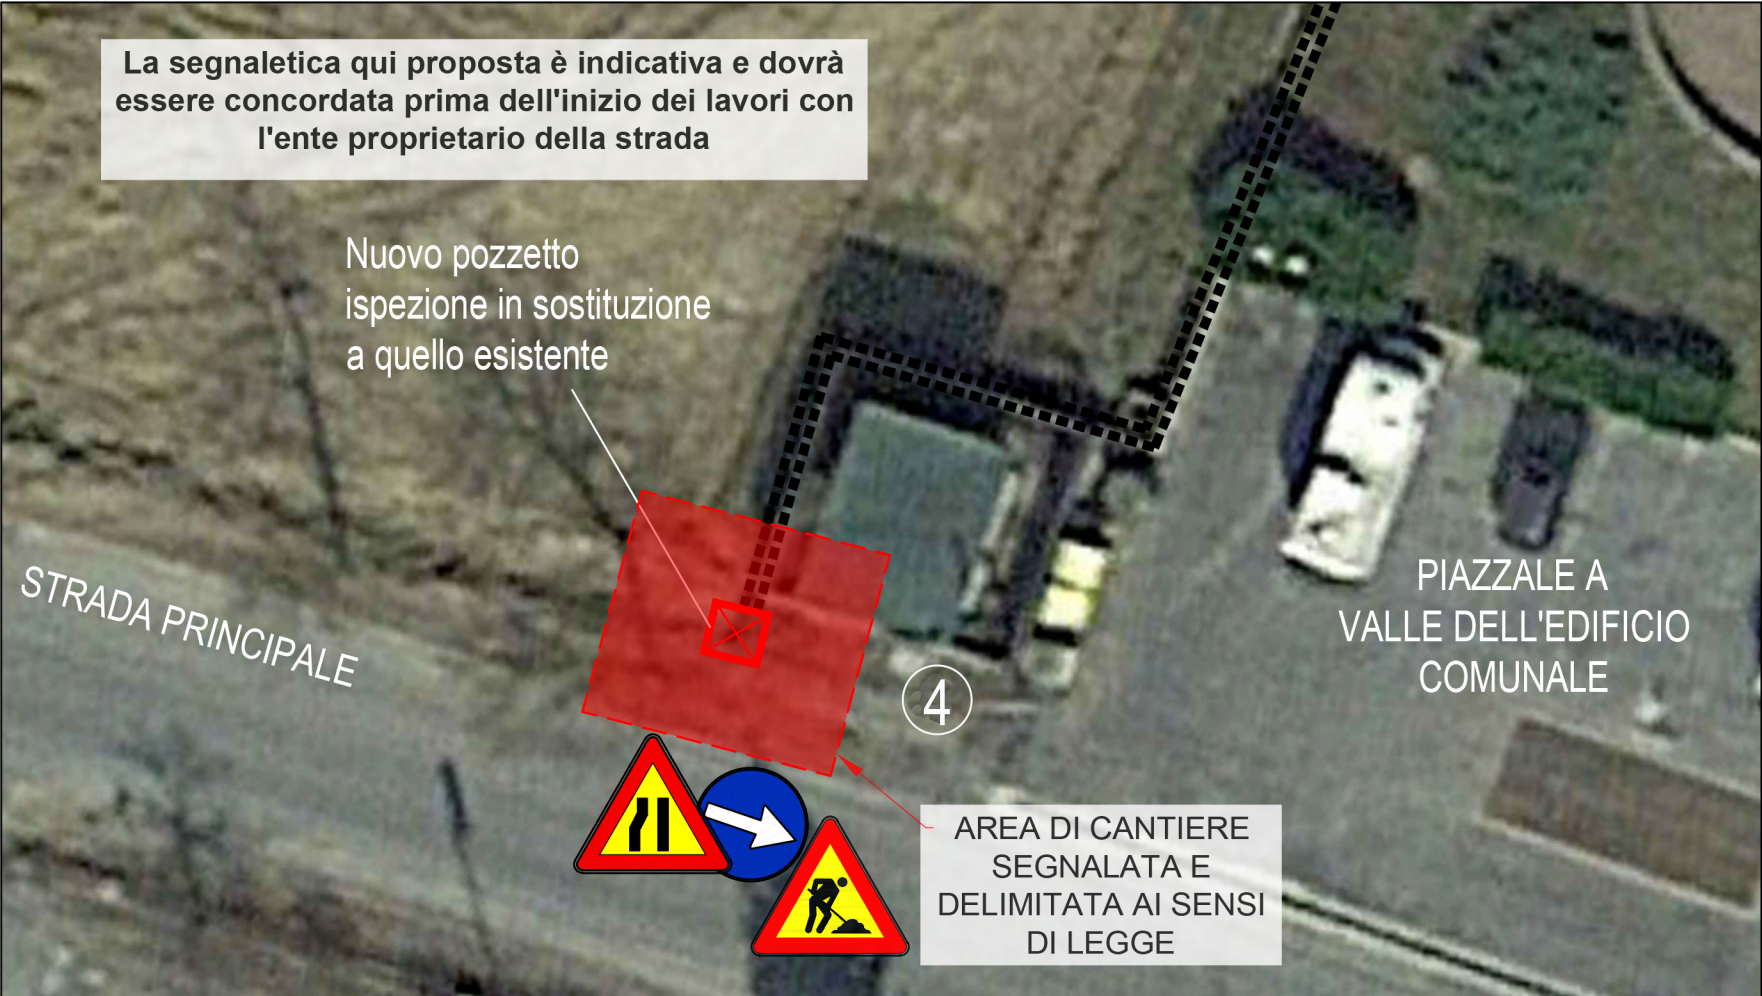 La segnaletica qui proposta è indicativa e dovrà
essere concordata prima dell'inizio dei lavori con
l'ente proprietario della strada
Nuovo pozzetto
ispezione in sostituzione
a quello esistente
STRADA PRINCIPALE
PIAZZALE A
VALLE DELL'EDIFICIO
COMUNALE
4
AREA DI CANTIERE
SEGNALATA E
DELIMITATA AI SENSI
DI LEGGE